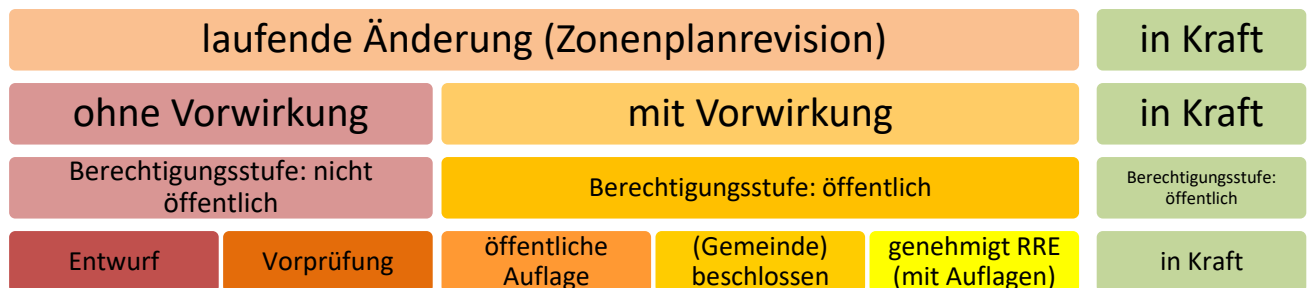 laufende Änderung (Zonenplanrevision)
in Kraft
ohne Vorwirkung
mit Vorwirkung
in Kraft
Berechtigungsstufe: nicht
öffentlich
Berechtigungsstufe: öffentlich
Berechtigungsstufe:
öffentlich
Entwurf
Vorprüfung
öffentliche
Auflage
(Gemeinde)
beschlossen
genehmigt RRE
(mit Auflagen)
in Kraft